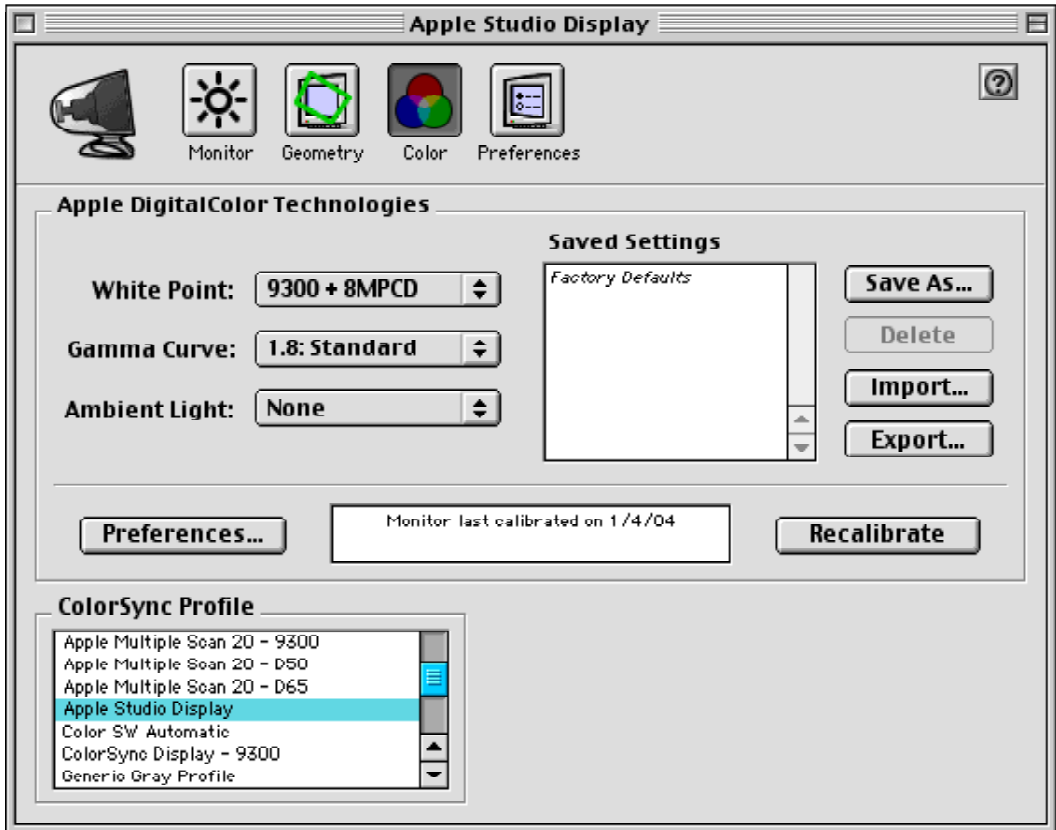 Apple Studio Display
Monitor Geometry Color Preferences
Apple DigitalColor Technologies
White Point: 9300 + 8MPCD
Gamma Curve: 1.8: Standard
Ambient Light: None
Saved Settings
Factory Defaults
Save As...
Delete
Import...
Export...
Preferences...
Monitor last calibrated on 1/4/04
Recalibrate
ColorSync Profile
Apple Multiple Scan 20 - 9300
Apple Multiple Scan 20 - D50
Apple Multiple Scan 20 - D65
Apple Studio Display
Color SW Automatic
ColorSync Display - 9300
Generic Gray Profile